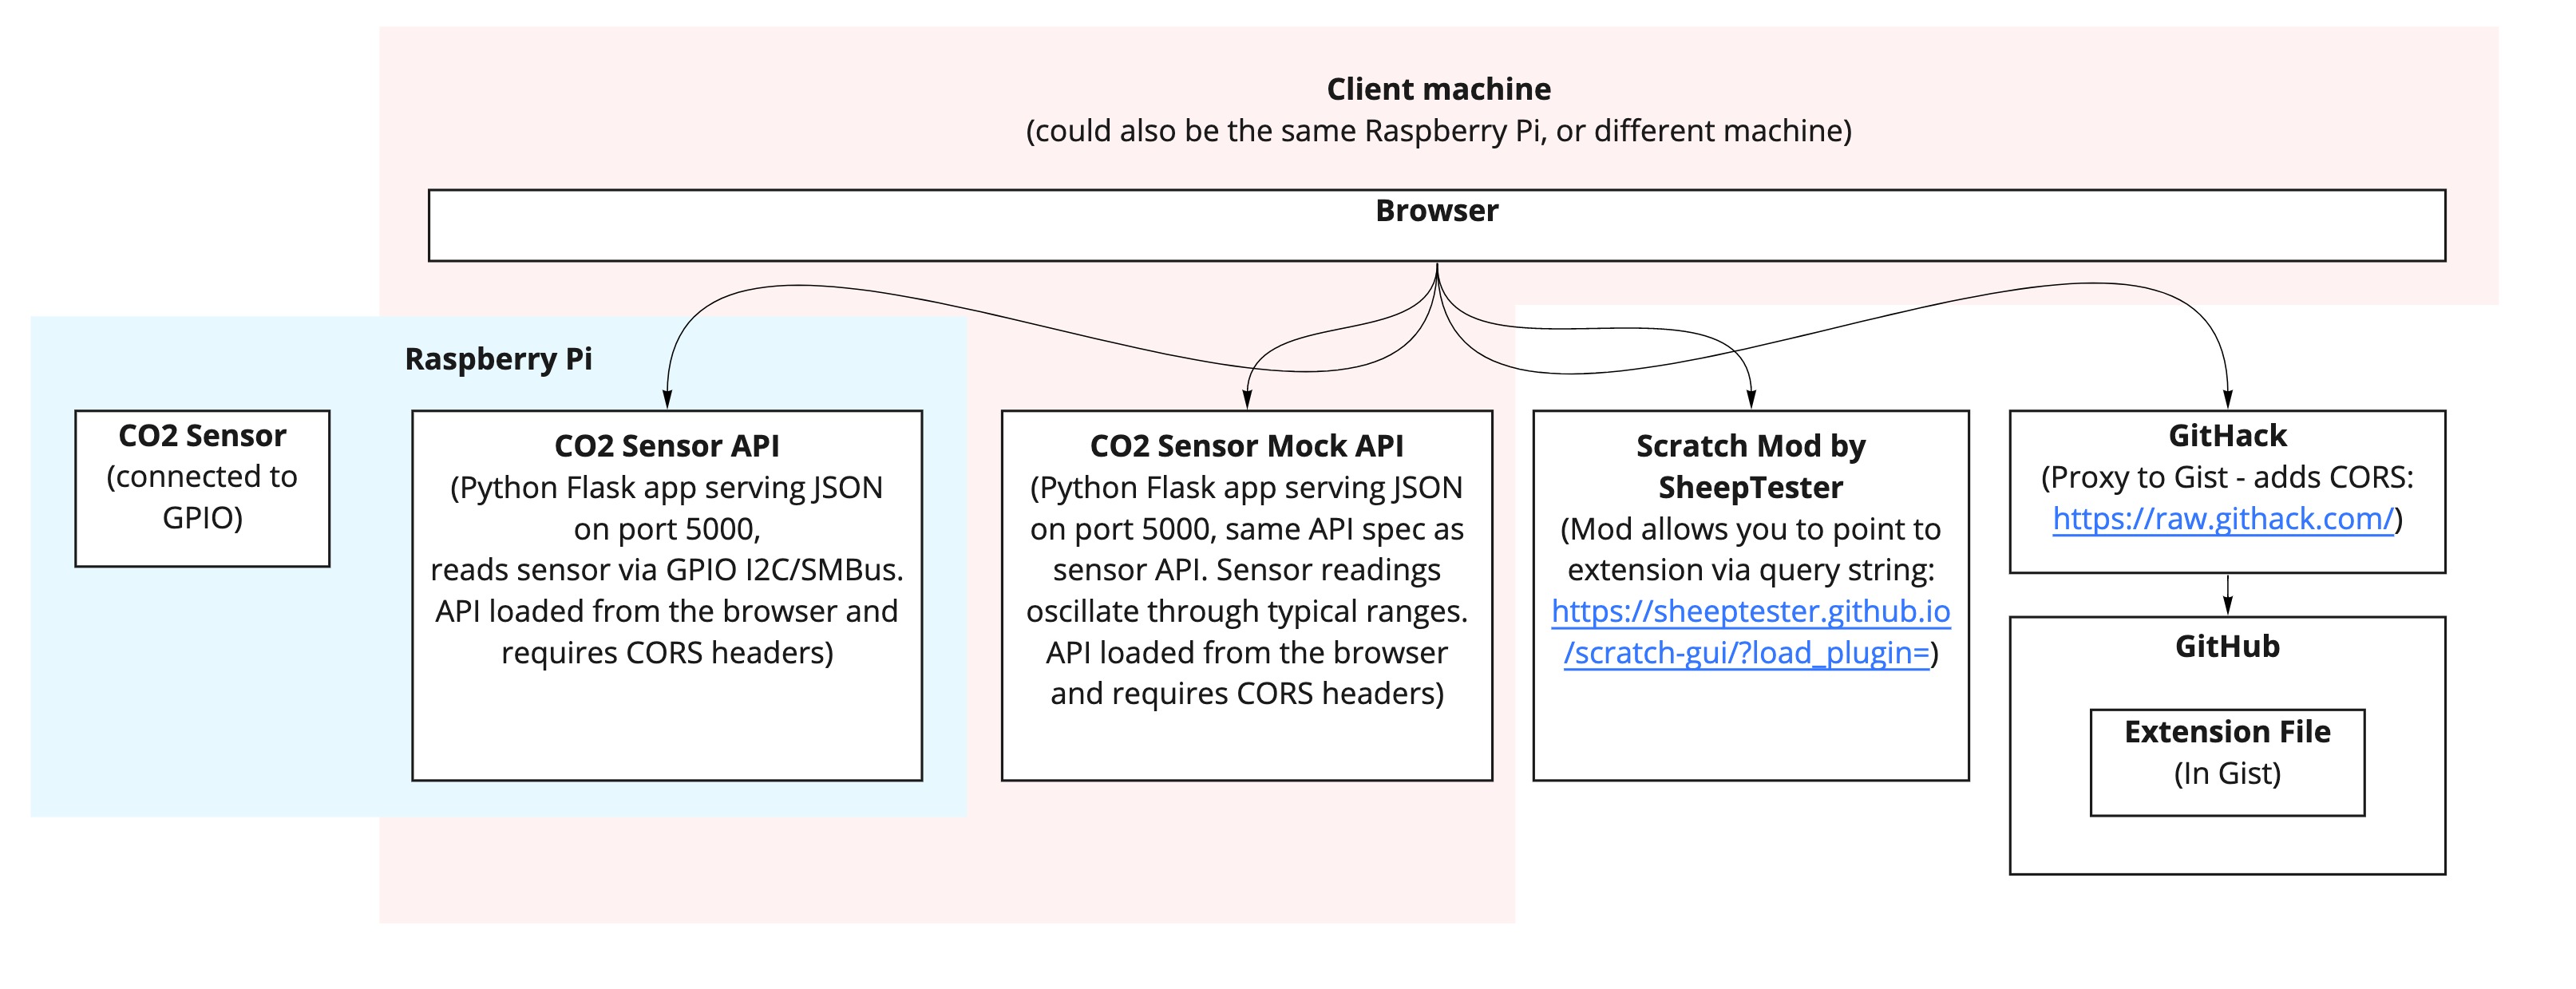 Client machine
(could also be the same Raspberry Pi, or different machine)
Browser
Raspberry Pi
CO2 Sensor
(connected to
GPIO)
CO2 Sensor API
(Python Flask app serving JSON
on port 5000,
reads sensor via GPIO I2C/SMBus.
API loaded from the browser and
requires CORS headers)
CO2 Sensor Mock API
(Python Flask app serving JSON
on port 5000, same API spec as
sensor API. Sensor readings
oscillate through typical ranges.
API loaded from the browser
and requires CORS headers)
Scratch Mod by
SheepTester
(Mod allows you to point to
extension via query string:
https://sheeptester.github.io
/scratch-gui/?load_plugin=)
GitHack
(Proxy to Gist - adds CORS:
https://raw.githack.com/)
GitHub
Extension File
(In Gist)